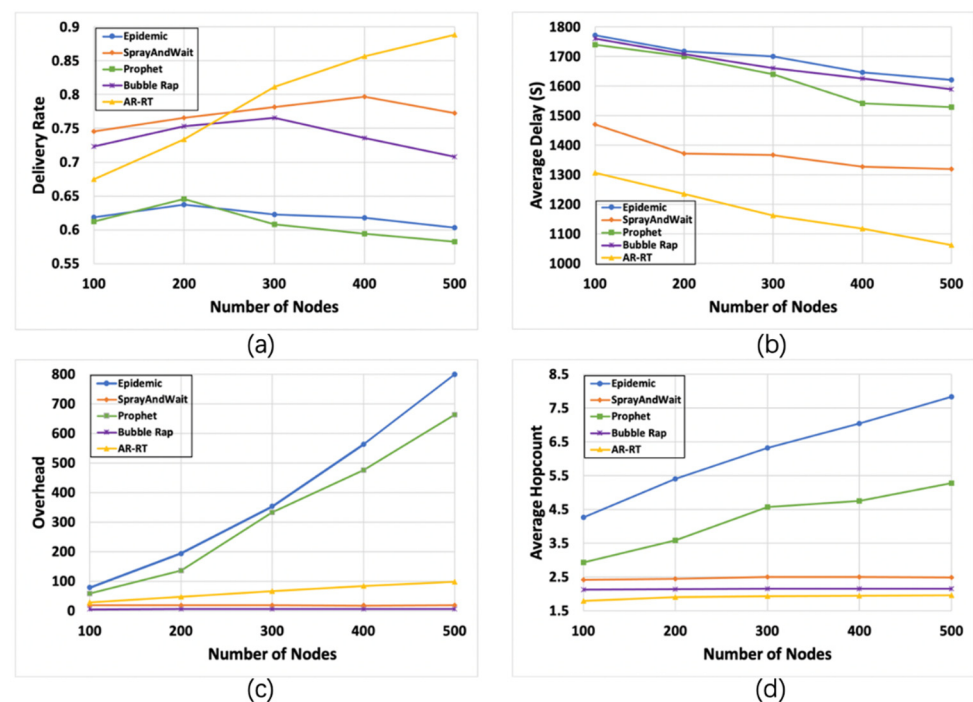 0.9
0.85
0.8
0.75
0.7
0.65
0.6
0.55
Delivery Rate
Epidemic
SprayAndWait
Prophet
Bubble Rap
AR-RT
100 200 300 400 500
Number of Nodes
(a)
1800
1700
1600
1500
1400
1300
1200
1100
1000
Average Delay (S)
Epidemic
SprayAndWait
Prophet
Bubble Rap
AR-RT
100 200 300 400 500
Number of Nodes
(b)
800
700
600
500
400
300
200
100
0
Overhead
Epidemic
SprayAndWait
Prophet
Bubble Rap
AR-RT
100 200 300 400 500
Number of Nodes
(c)
8.5
7.5
6.5
5.5
4.5
3.5
2.5
1.5
Average Hopcount
Epidemic
SprayAndWait
Prophet
Bubble Rap
AR-RT
100 200 300 400 500
Number of Nodes
(d)